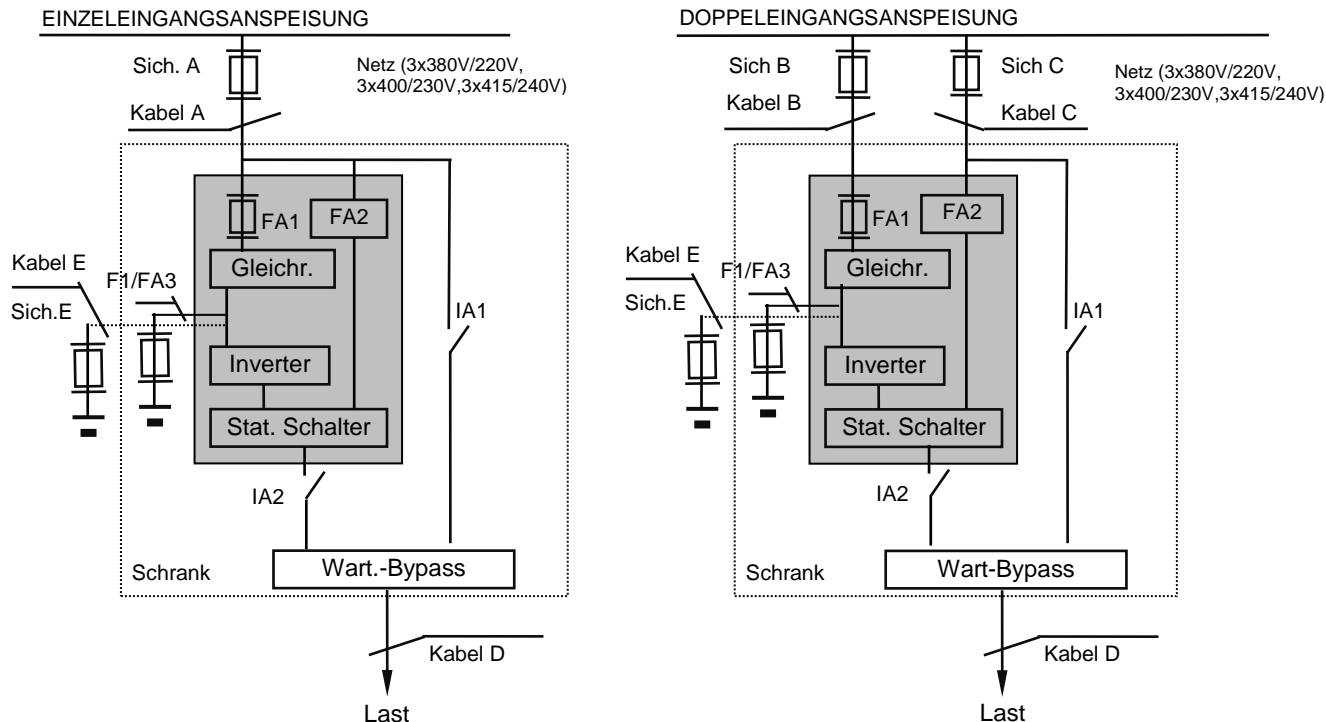 EINZELEINGANGSANSPEISUNG
Sich. A
Netz (3x380V/220V,
3x400/230V,3x415/240V)
Kabel A
FA1
FA2
Gleichr.
Kabel E
Sich.E
F1/FA3
IA1
Inverter
Stat. Schalter
IA2
Wart.-Bypass
Schrank
Kabel D
Last
DOPPELEINGANGSANSPEISUNG
Sich B
Sich C
Netz (3x380V/220V,
3x400/230V,3x415/240V)
Kabel B
Kabel C
FA1
FA2
Gleichr.
Kabel E
Sich.E
F1/FA3
IA1
Inverter
Stat. Schalter
IA2
Wart-Bypass
Schrank
Kabel D
Last